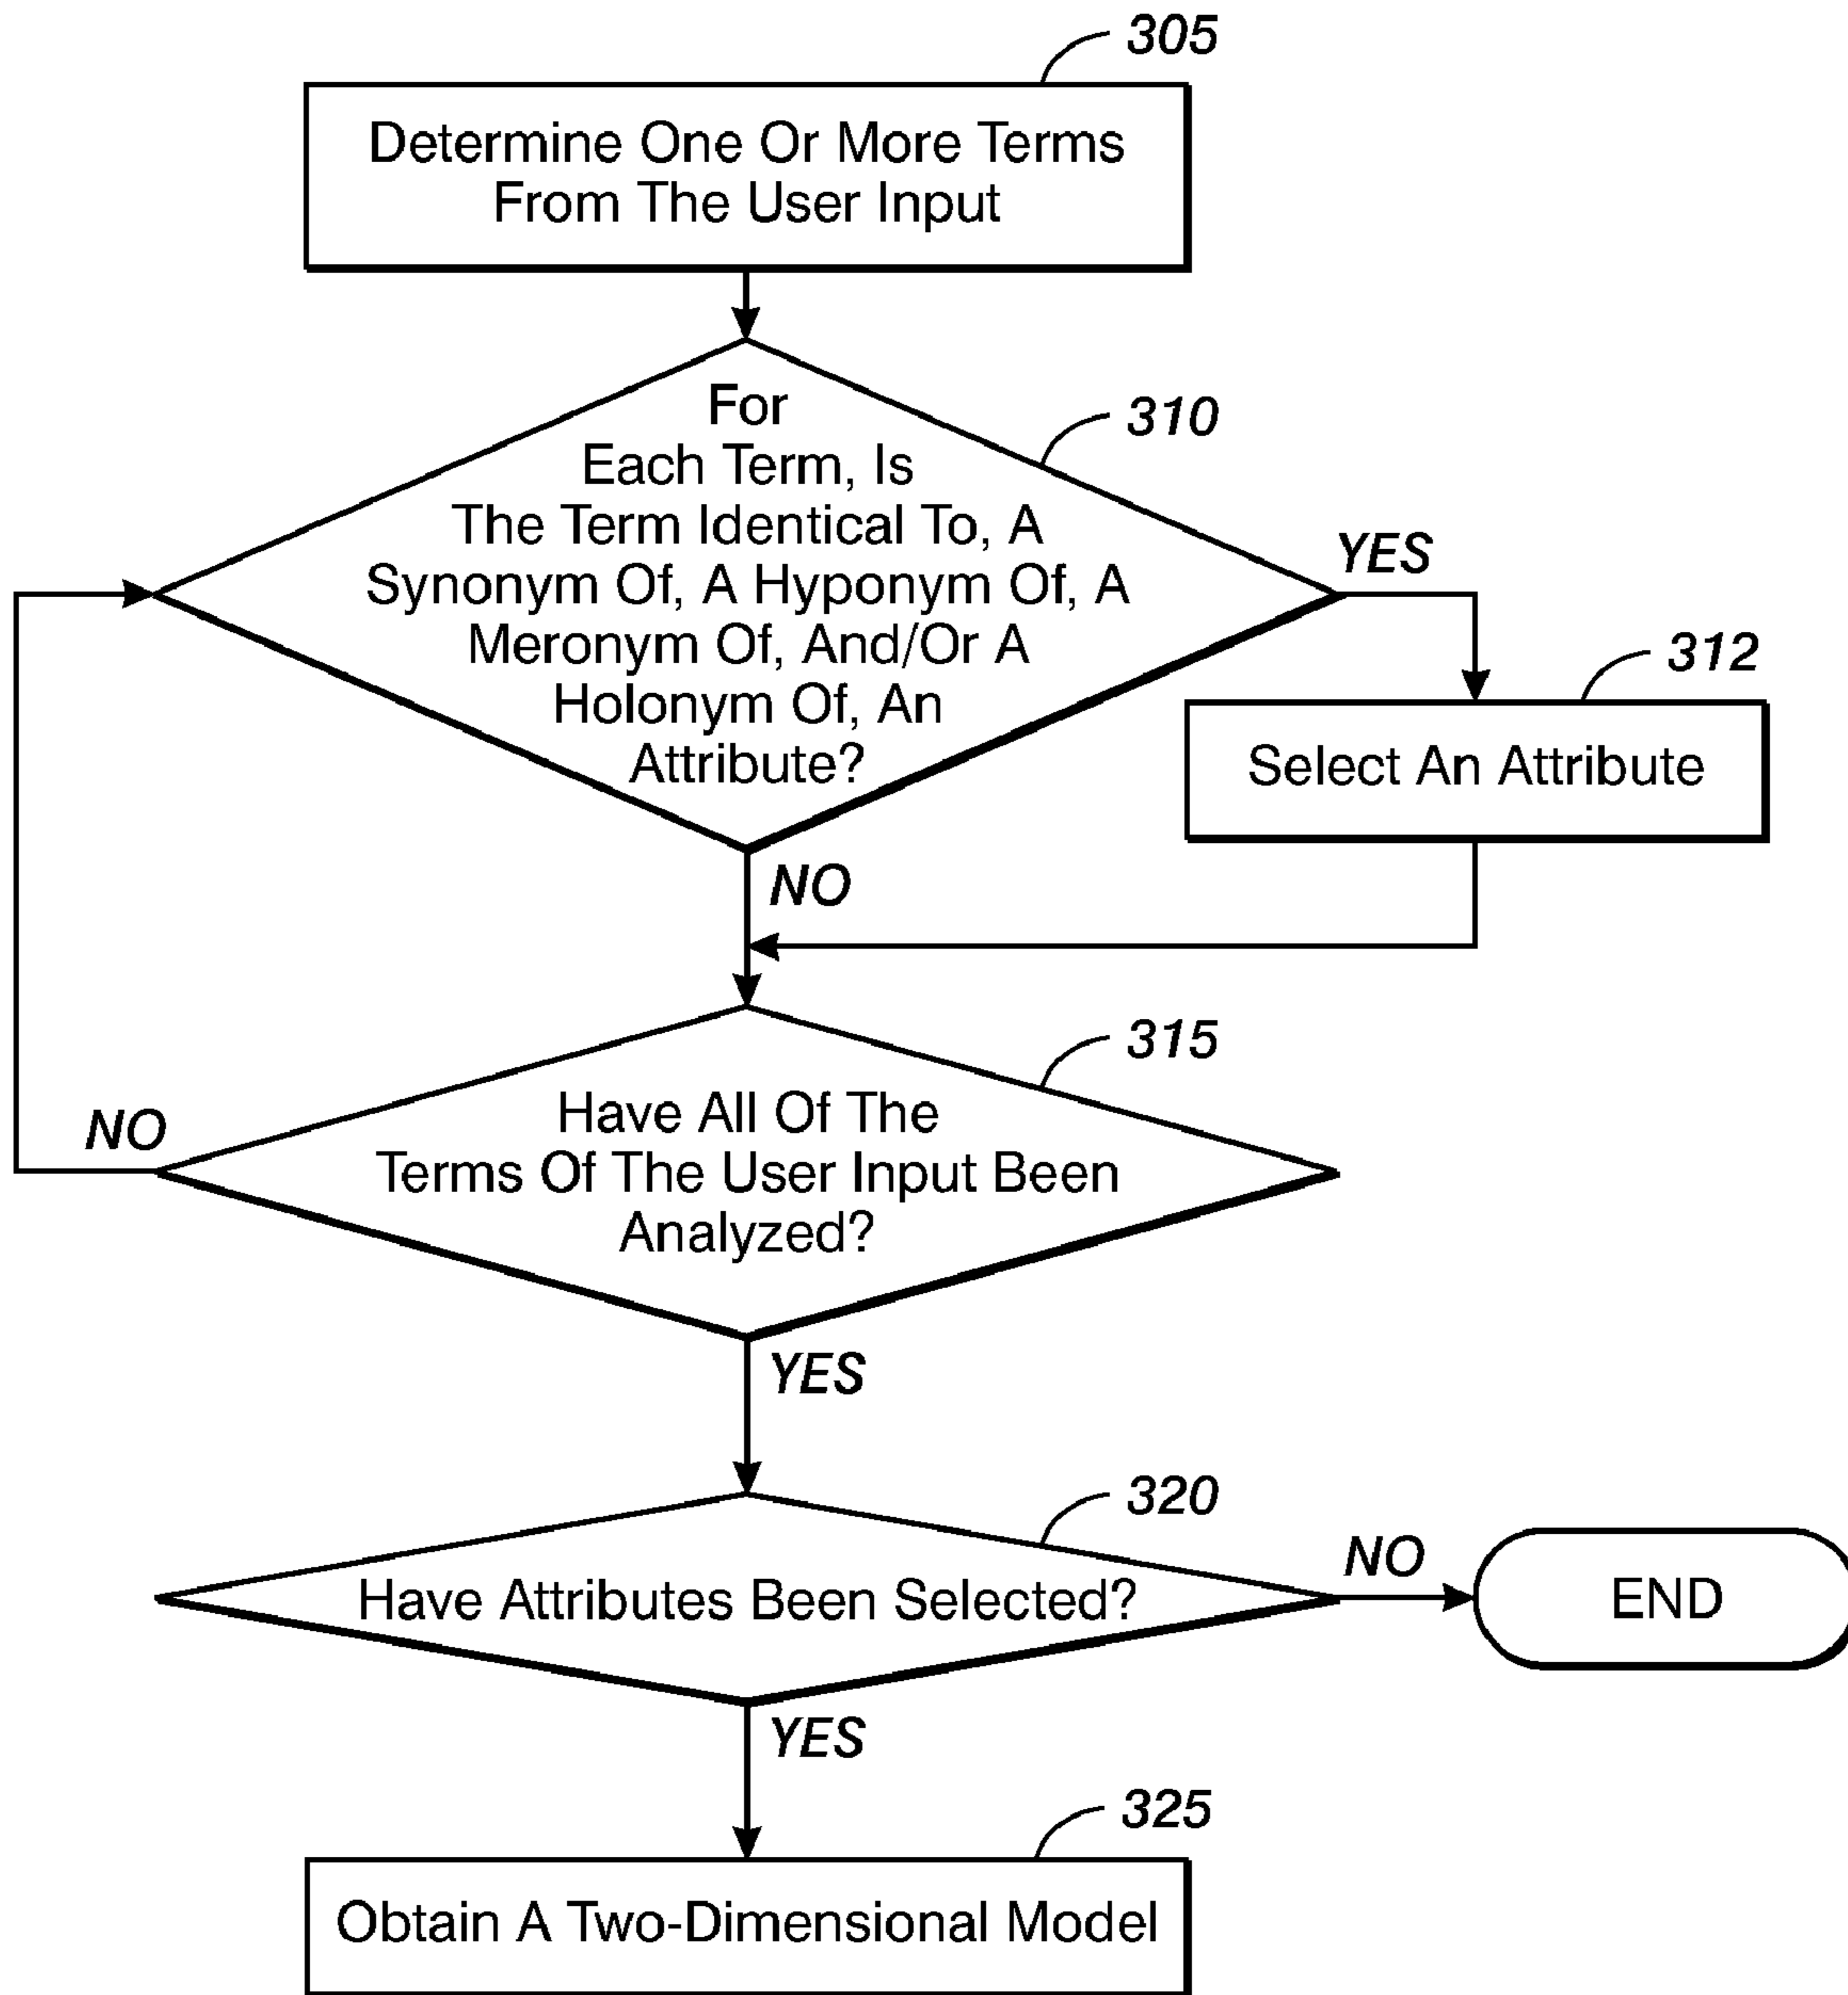 305
Determine One Or More Terms
From The User Input
For
Each Term, Is
The Term Identical To, A
Synonym Of, A Hyponym Of, A
Meronym Of, And/Or A
Holonym Of, An
Attribute?
310
YES
312
Select An Attribute
NO
315
Have All Of The
Terms Of The User Input Been
Analyzed?
NO
YES
320
Have Attributes Been Selected?
NO
END
YES
325
Obtain A Two-Dimensional Model